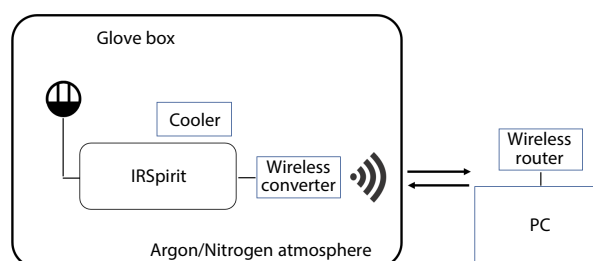 Glove box
Cooler
IRSpirit
Wireless
converter
Argon/Nitrogen atmosphere
Wireless
router
PC